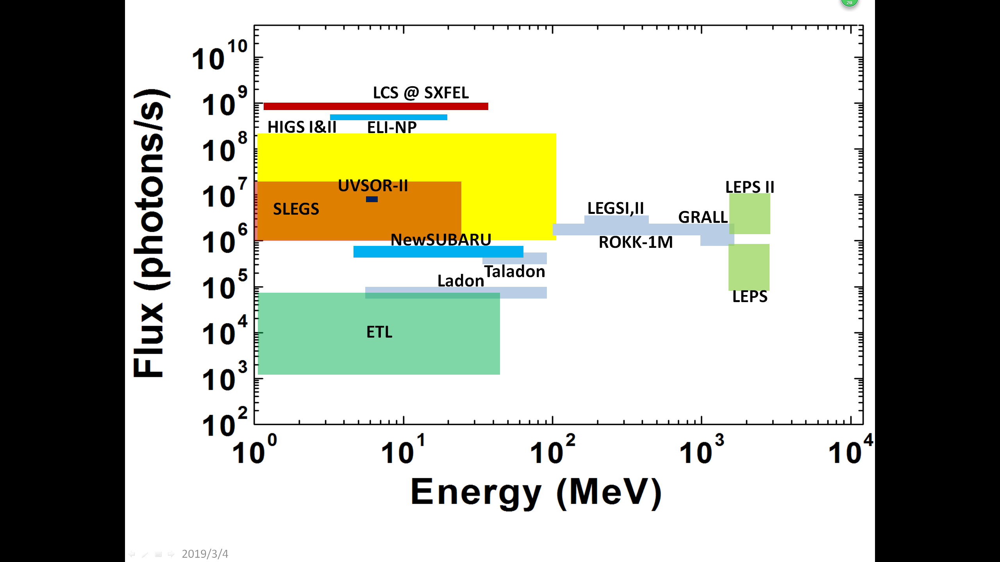 20
10^10
LCS @ SXFEL
10^9
HIGS I&II
ELI-NP
10^8
UVSOR-II
LEPS II
10^7
SLEGS
LEGSI,II
GRALL
10^6
NewSUBARU
ROKK-1M
Taladon
Ladon
10^5
LEPS
ETL
10^4
10^3
10^2
Flux (photons/s)
10^0 10^1 10^2 10^3 10^4
Energy (MeV)
2019/3/4